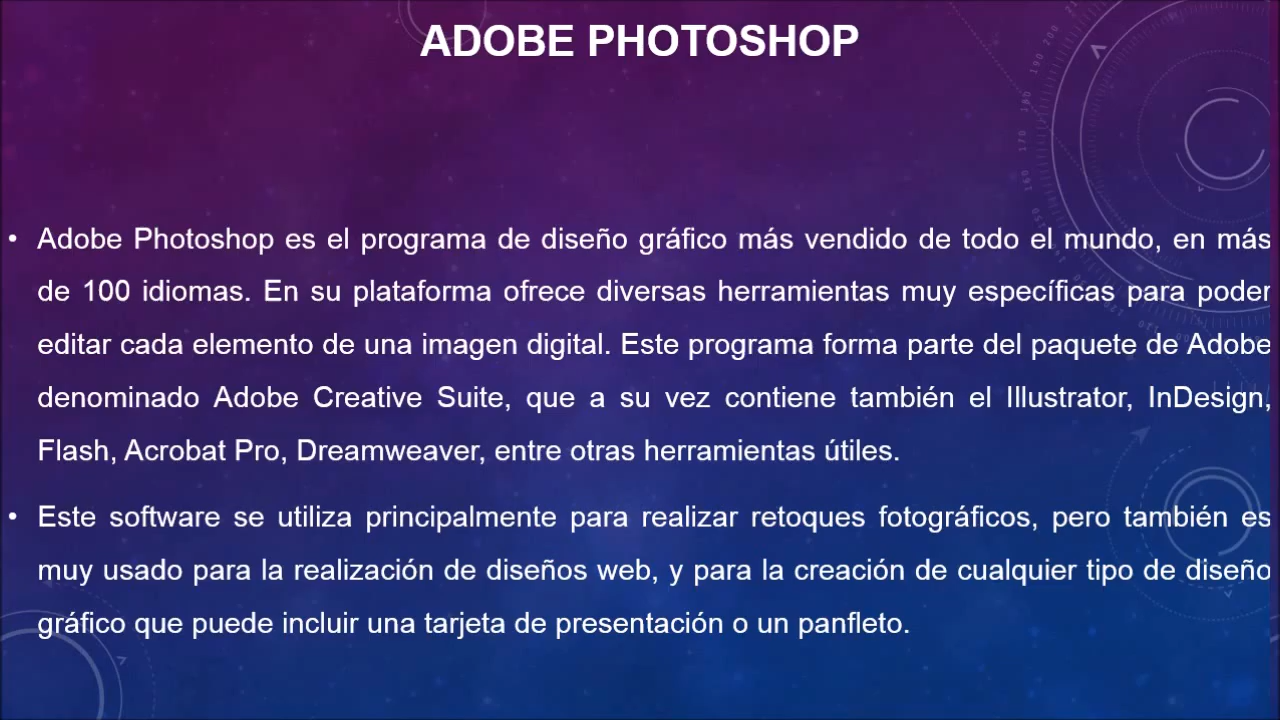 ADOBE PHOTOSHOP
• Adobe Photoshop es el programa de diseño gráfico más vendido de todo el mundo, en más
de 100 idiomas. En su plataforma ofrece diversas herramientas muy específicas para poder
editar cada elemento de una imagen digital. Este programa forma parte del paquete de Adobe
denominado Adobe Creative Suite, que a su vez contiene también el Illustrator, InDesign,
Flash, Acrobat Pro, Dreamweaver, entre otras herramientas útiles.
• Este software se utiliza principalmente para realizar retoques fotográficos, pero también es
muy usado para la realización de diseños web, y para la creación de cualquier tipo de diseño
gráfico que puede incluir una tarjeta de presentación o un panfleto.